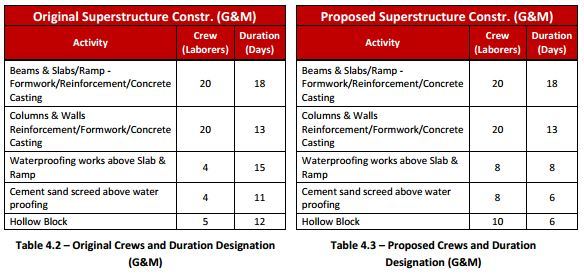 Original Superstructure Constr. (G&M)
Activity
Crew
(Laborers)
Duration
(Days)
Beams & Slabs/Ramp -
Formwork/Reinforcement/Concrete
Casting
20
18
Columns & Walls
Reinforcement/Formwork/Concrete
Casting
20
13
Waterproofing works above Slab &
Ramp
4
15
Cement sand screed above water
proofing
4
11
Hollow Block
5
12
Table 4.2 – Original Crews and Duration Designation
(G&M)
Proposed Superstructure Constr. (G&M)
Activity
Crew
(Laborers)
Duration
(Days)
Beams & Slabs/Ramp -
Formwork/Reinforcement/Concrete
Casting
20
18
Columns & Walls
Reinforcement/Formwork/Concrete
Casting
20
13
Waterproofing works above Slab &
Ramp
8
8
Cement sand screed above water
proofing
8
6
Hollow Block
10
6
Table 4.3 – Proposed Crews and Duration
Designation (G&M)